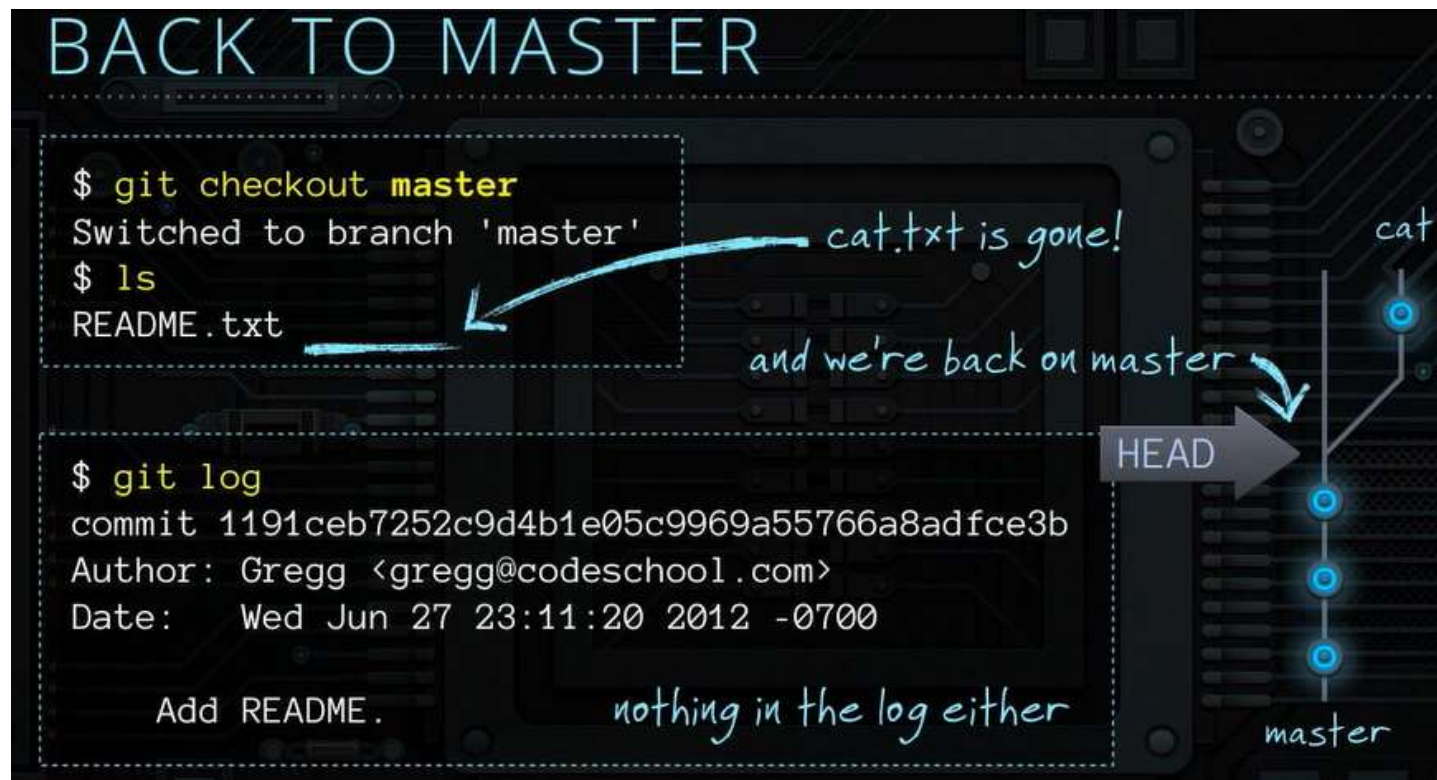 BACK TO MASTER
$ git checkout master
Switched to branch 'master'
$ ls
README.txt
cat.txt is gone!
cat
and we're back on master
HEAD
$ git log
commit 1191ceb7252c9d4b1e05c9969a55766a8adfce3b
Author: Gregg <gregg@codeschool.com>
Date:   Wed Jun 27 23:11:20 2012 -0700
Add README.
nothing in the log either
master